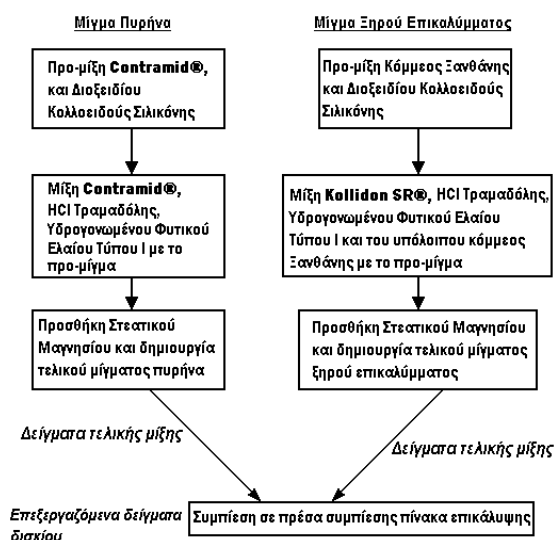 Μίγμα Πυρήνα
Προ-μίξη Contramid®,
και Διοξειδίου
Κολλοειδούς Σιλικόνης
Μίξη Contramid®,
HCl Τραμαδόλης,
Υδρογονωμένου Φυτικού
Ελαίου Τύπου Ι με το
προ-μίγμα
Προσθήκη Στεατικού
Μαγνησίου και δημιουργία
τελικού μίγματος πυρήνα
Δείγματα τελικής μίξης
Μίγμα Ξηρού Επικαλύμματος
Προ-μίξη Κόμμεος Ξανθάνης
και Διοξειδίου Κολλοειδούς
Σιλικόνης
Μίξη Kollidon SR®, HCl Τραμαδόλης,
Υδρογονωμένου Φυτικού Ελαίου
Τύπου Ι και του υπόλοιπου κόμμεος
Ξανθάνης με το προ-μίγμα
Προσθήκη Στεατικού Μαγνησίου
και δημιουργία τελικού μίγματος
ξηρού επικαλύμματος
Δείγματα τελικής μίξης
Επεξεργαζόμενα δείγματα
δισκίου
Συμπίεση σε πρέσα συμπίεσης πίνακα επικάλυψης